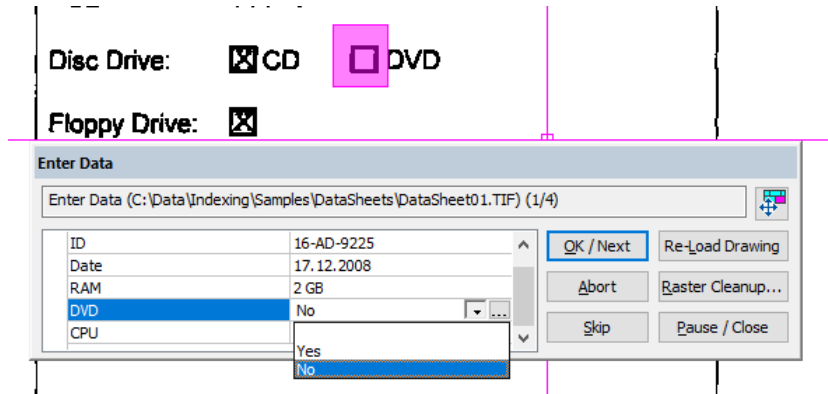 Disc Drive: CD DVD
Floppy Drive:
Enter Data
Enter Data (C:\Data\Indexing\Samples\DataSheets\DataSheet01.TIF) (1/4)
ID 16-AD-9225
Date 17.12.2008
RAM 2 GB
DVD No ...
CPU
Yes
No
OK / Next Re-Load Drawing
Abort Raster Cleanup...
Skip Pause / Close